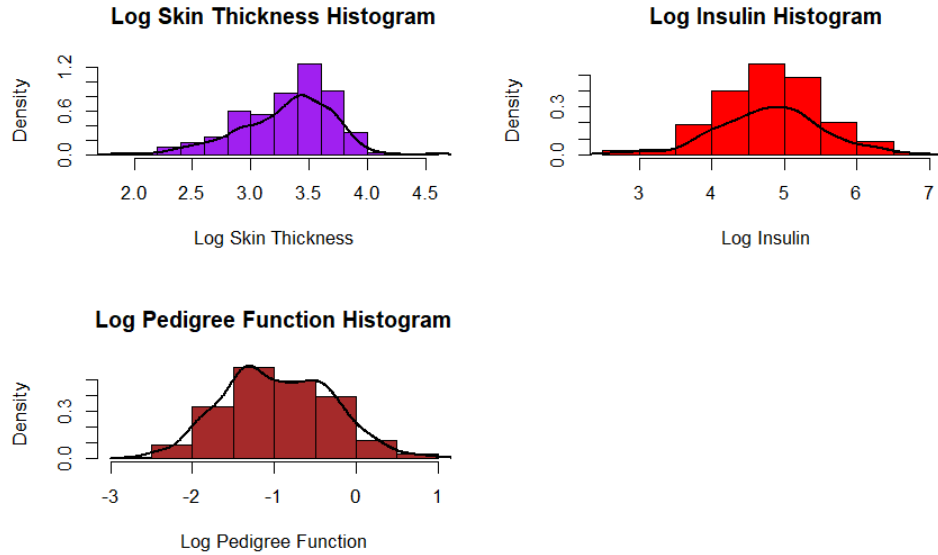 Log Skin Thickness Histogram
Density
0.0 0.6 1.2
2.0 2.5 3.0 3.5 4.0 4.5
Log Skin Thickness
Log Insulin Histogram
Density
0.0 0.3
3 4 5 6 7
Log Insulin
Log Pedigree Function Histogram
Density
0.0 0.3
-3 -2 -1 0 1
Log Pedigree Function